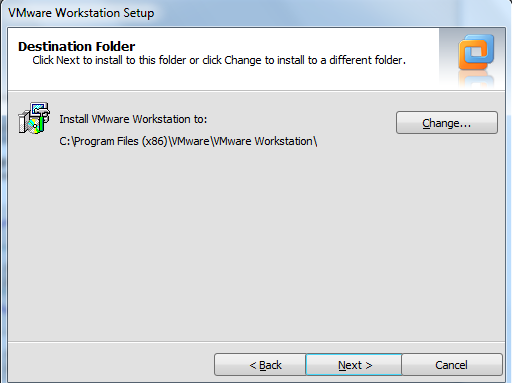 VMware Workstation Setup
Destination Folder
Click Next to install to this folder or click Change to install to a different folder.
Install VMware Workstation to:
Change...
C:\Program Files (x86)\VMware\VMware Workstation\
< Back
Next >
Cancel